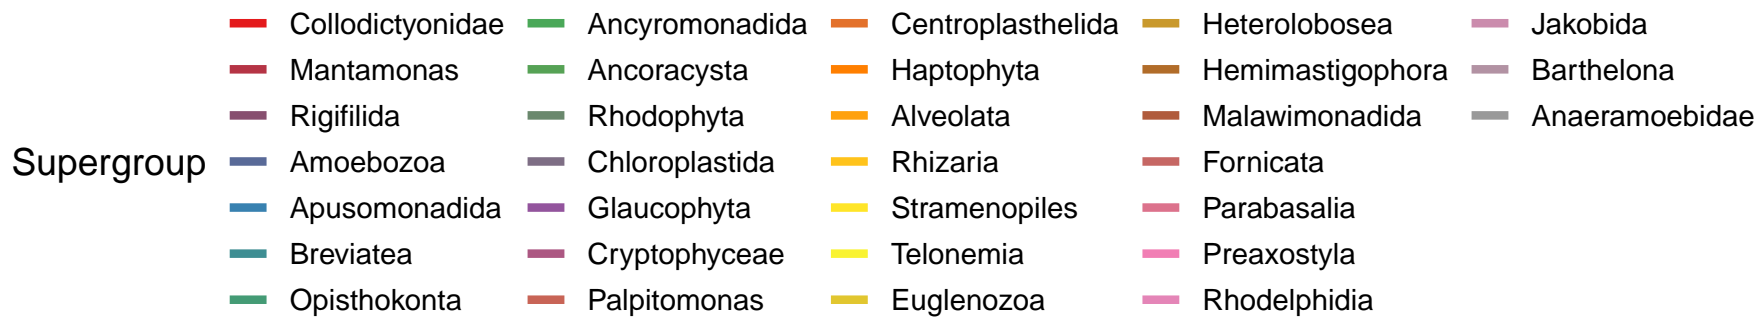 Supergroup
Collodictyonidae
Mantamonas
Rigifilida
Amoebozoa
Apusomonadida
Breviatea
Opisthokonta
Ancyromonadida
Ancoracysta
Rhodophyta
Chloroplastida
Glaucophyta
Cryptophyceae
Palpitomonas
Centroplasthelida
Haptophyta
Alveolata
Rhizaria
Stramenopiles
Telonemia
Euglenozoa
Heterolobosea
Hemimastigophora
Malawimonadida
Fornicata
Parabasalia
Preaxostyla
Rhodelphidia
Jakobida
Barthelona
Anaeramoebidae